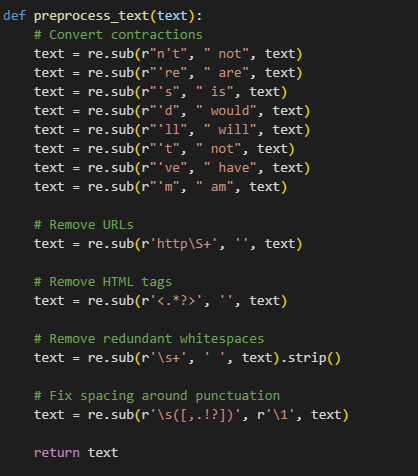 def preprocess_text(text):
    # Convert contractions
    text = re.sub(r"n't", " not", text)
    text = re.sub(r"'re", " are", text)
    text = re.sub(r"'s", " is", text)
    text = re.sub(r"'d", " would", text)
    text = re.sub(r"'ll", " will", text)
    text = re.sub(r"'t", " not", text)
    text = re.sub(r"'ve", " have", text)
    text = re.sub(r"'m", " am", text)

    # Remove URLs
    text = re.sub(r'http\S+', '', text)

    # Remove HTML tags
    text = re.sub(r'<.*?>', '', text)

    # Remove redundant whitespaces
    text = re.sub(r'\s+', ' ', text).strip()

    # Fix spacing around punctuation
    text = re.sub(r'\s([,.!?])', r'\1', text)

    return text